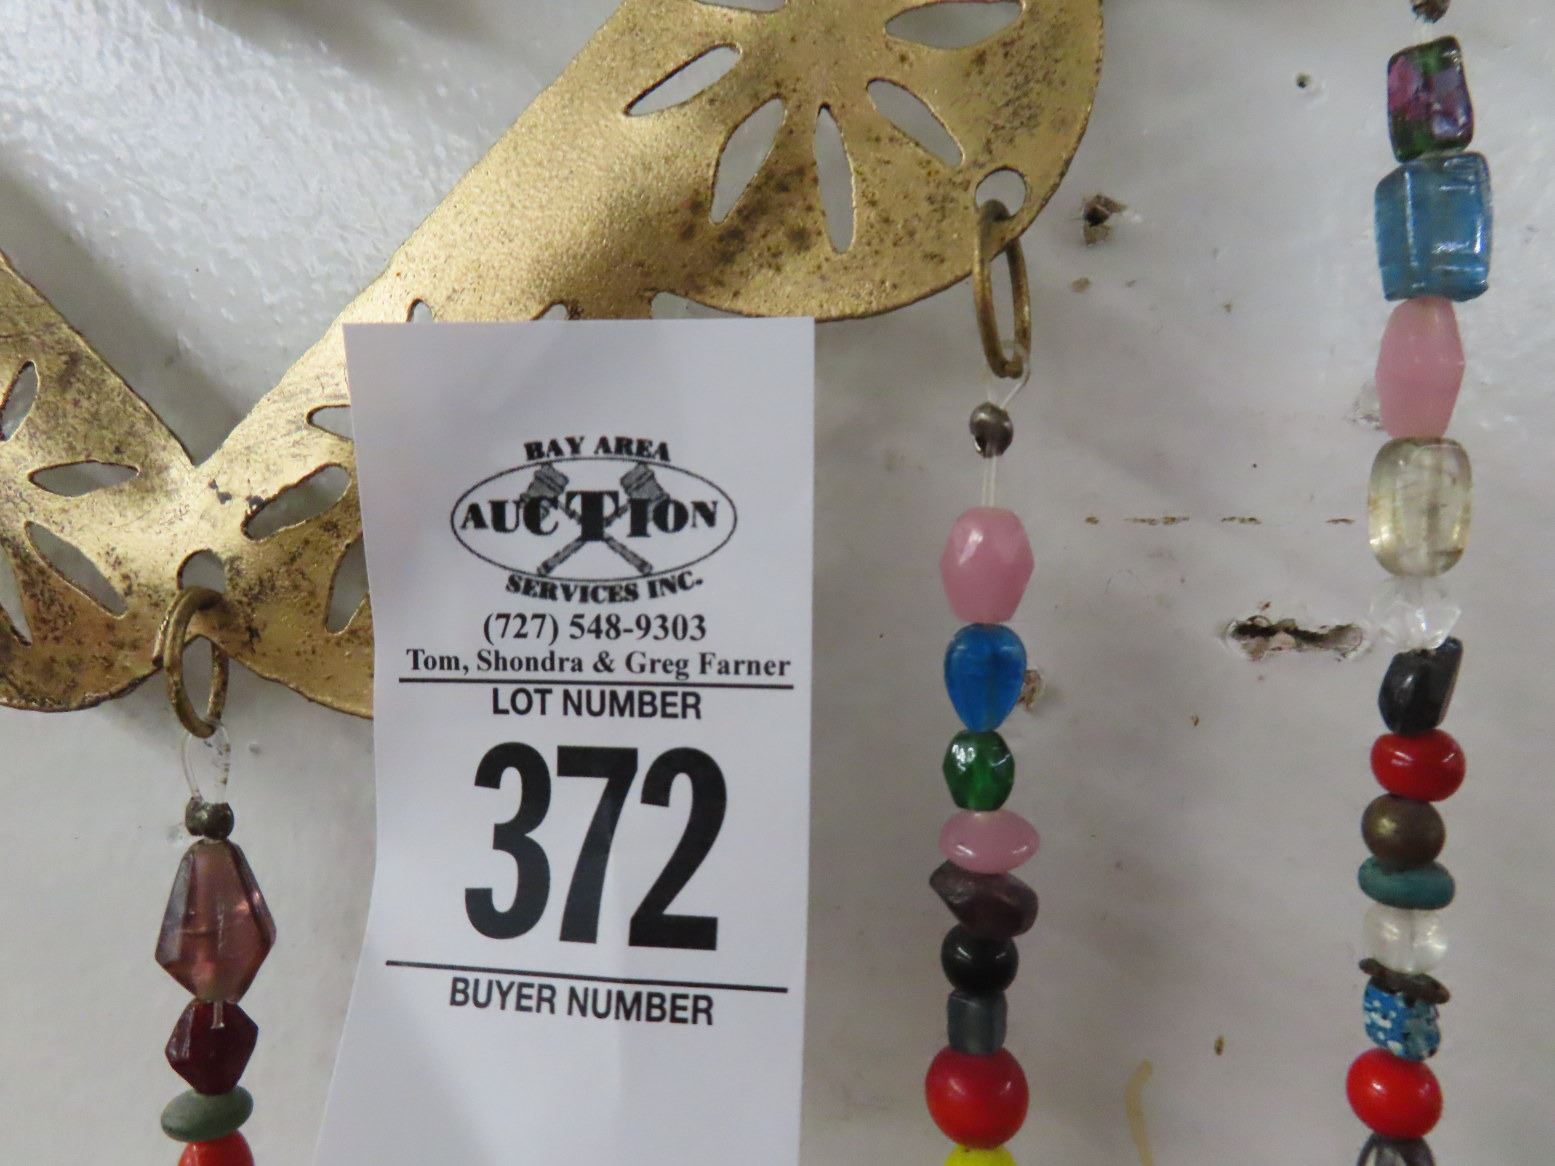 BAY AREA
AUCTION
SERVICES INC.
(727) 548-9303
Tom, Shondra & Greg Farner
LOT NUMBER
372
BUYER NUMBER